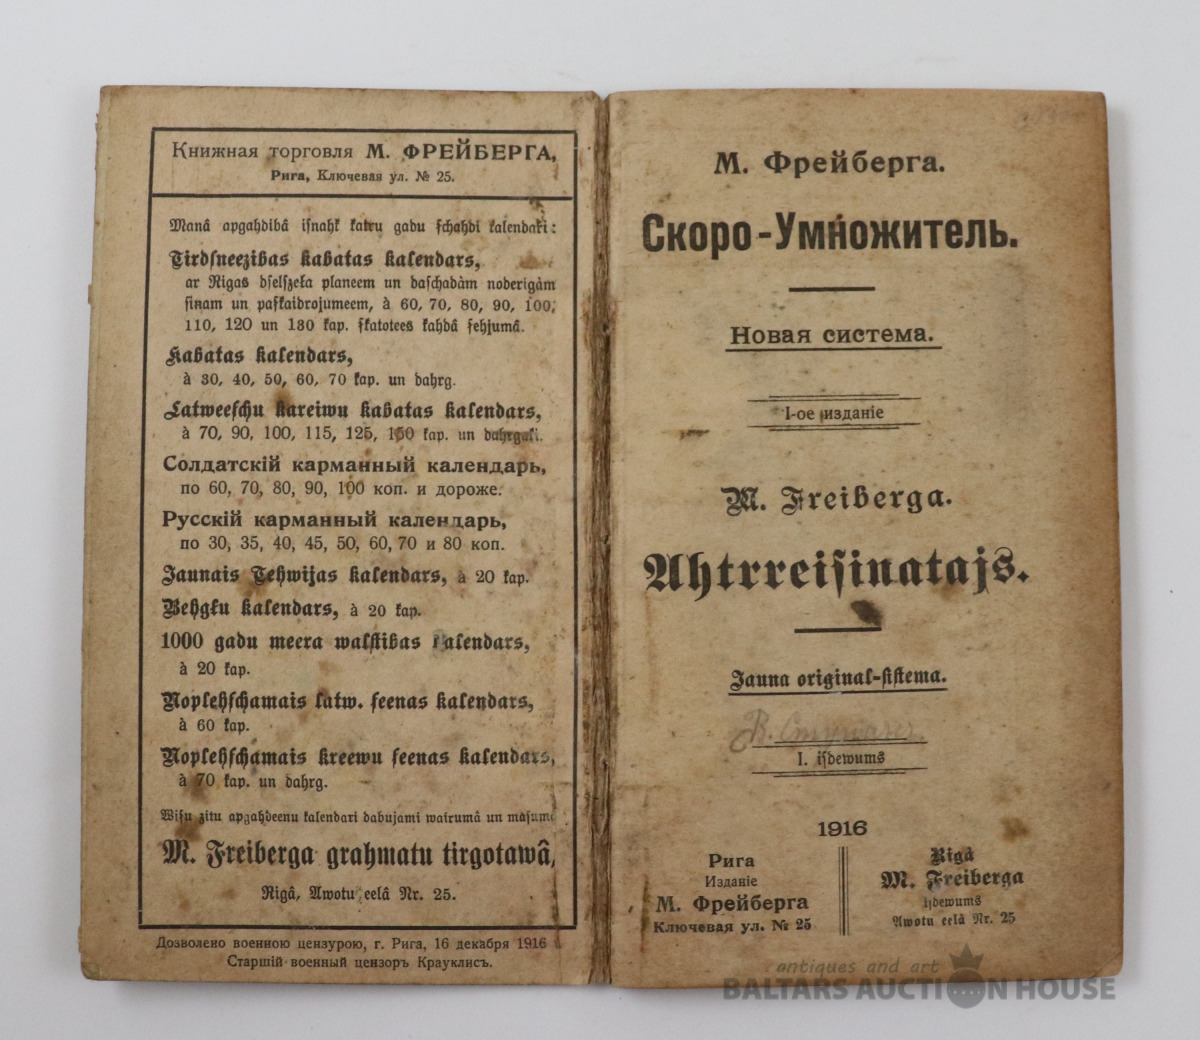 Книжная торговля М. ФРЕЙБЕРГА,
Рига, Ключевая ул. № 25.
Manâ apgahdibâ iſnahk katru gadu ſchahdi kalendari:
Tirdſneezibas kabatas kalendars,
ar Rigas dſelſzeļa planeem un daſchadàm noderigàm
ſiņam un paſkaidrojumeem, à 60, 70, 80, 90, 100,
110, 120 un 130 kap. ſkatotees kahdâ ſehjumâ.
Kabatas kalendars,
à 30, 40, 50, 60, 70 kap. un dahrg.
Latweeſchu kareiwu kabatas kalendars,
à 70, 90, 100, 115, 125, 150 kap. un dahrgaki.
Солдатскій карманный календарь,
по 60, 70, 80, 90, 100 коп. и дороже.
Русскій карманный календарь,
по 30, 35, 40, 45, 50, 60, 70 и 80 коп.
Jaunais Tehwijas kalendars, à 20 kap.
Behgļu kalendars, à 20 kap.
1000 gadu meera walſtibas kalendars,
à 20 kap.
Noplehſchamais latw. ſeenas kalendars,
à 60 kap.
Noplehſchamais kreewu ſeenas kalendars,
à 70 kap. un dahrg.
Wiſu zitu apgahdeenu kalendari dabujami wairumâ un maſumâ
M. Freiberga grahmatu tirgotawâ,
Rigâ, Awotu eelâ Nr. 25.
Дозволено военною цензурою, г. Рига, 16 декабря 1916
Старшій военный цензоръ Крауклисъ.
М. Фрейберга.
Скоро-Умножитель.
Новая система.
I-ое изданіе
M. Freiberga.
Ahtrreiſinatajs.
Jauna original-ſiſtema.
I. iſdewums
1916
Рига
Изданіе
М. Фрейберга
Ключевая ул. № 25
Rigâ
M. Freiberga
iſdewums
Awotu eelâ Nr. 25
antiques and art
BALTARS AUCTION HOUSE